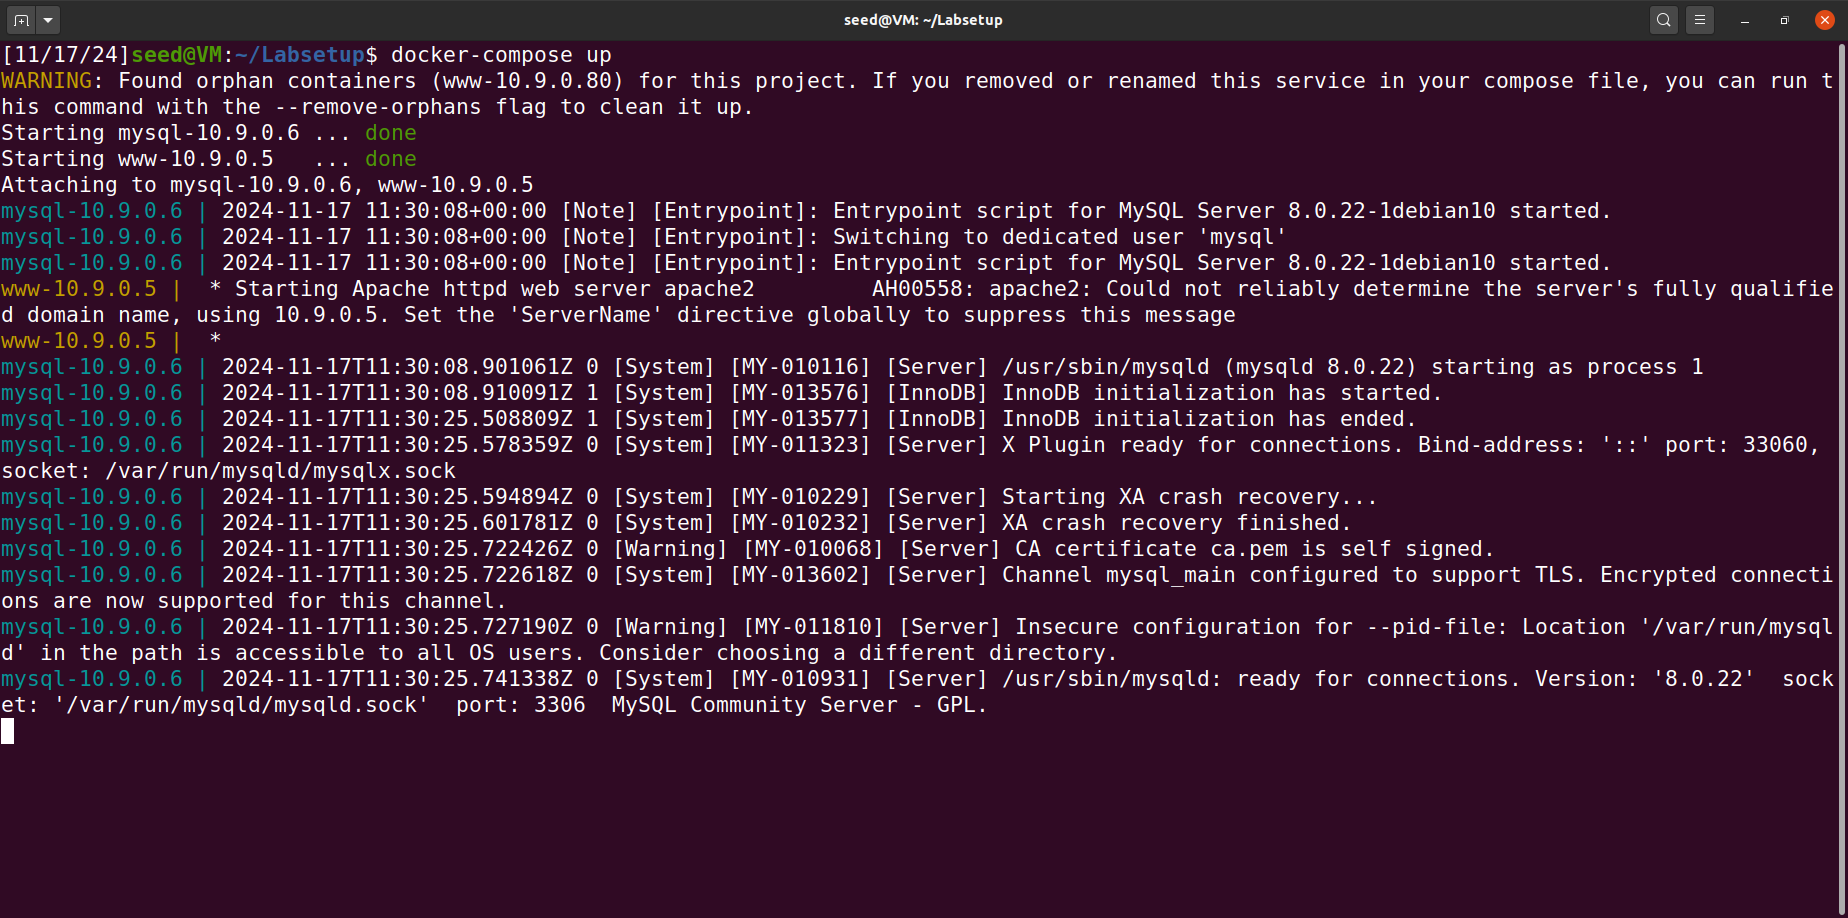 seed@VM: ~/Labsetup
[11/17/24]seed@VM:~/Labsetup$ docker-compose up
WARNING: Found orphan containers (www-10.9.0.80) for this project. If you removed or renamed this service in your compose file, you can run t
his command with the --remove-orphans flag to clean it up.
Starting mysql-10.9.0.6 ... done
Starting www-10.9.0.5   ... done
Attaching to mysql-10.9.0.6, www-10.9.0.5
mysql-10.9.0.6 | 2024-11-17 11:30:08+00:00 [Note] [Entrypoint]: Entrypoint script for MySQL Server 8.0.22-1debian10 started.
mysql-10.9.0.6 | 2024-11-17 11:30:08+00:00 [Note] [Entrypoint]: Switching to dedicated user 'mysql'
mysql-10.9.0.6 | 2024-11-17 11:30:08+00:00 [Note] [Entrypoint]: Entrypoint script for MySQL Server 8.0.22-1debian10 started.
www-10.9.0.5 |  * Starting Apache httpd web server apache2         AH00558: apache2: Could not reliably determine the server's fully qualifie
d domain name, using 10.9.0.5. Set the 'ServerName' directive globally to suppress this message
www-10.9.0.5 |  *
mysql-10.9.0.6 | 2024-11-17T11:30:08.901061Z 0 [System] [MY-010116] [Server] /usr/sbin/mysqld (mysqld 8.0.22) starting as process 1
mysql-10.9.0.6 | 2024-11-17T11:30:08.910091Z 1 [System] [MY-013576] [InnoDB] InnoDB initialization has started.
mysql-10.9.0.6 | 2024-11-17T11:30:25.508809Z 1 [System] [MY-013577] [InnoDB] InnoDB initialization has ended.
mysql-10.9.0.6 | 2024-11-17T11:30:25.578359Z 0 [System] [MY-011323] [Server] X Plugin ready for connections. Bind-address: '::' port: 33060,
socket: /var/run/mysqld/mysqlx.sock
mysql-10.9.0.6 | 2024-11-17T11:30:25.594894Z 0 [System] [MY-010229] [Server] Starting XA crash recovery...
mysql-10.9.0.6 | 2024-11-17T11:30:25.601781Z 0 [System] [MY-010232] [Server] XA crash recovery finished.
mysql-10.9.0.6 | 2024-11-17T11:30:25.722426Z 0 [Warning] [MY-010068] [Server] CA certificate ca.pem is self signed.
mysql-10.9.0.6 | 2024-11-17T11:30:25.722618Z 0 [System] [MY-013602] [Server] Channel mysql_main configured to support TLS. Encrypted connecti
ons are now supported for this channel.
mysql-10.9.0.6 | 2024-11-17T11:30:25.727190Z 0 [Warning] [MY-011810] [Server] Insecure configuration for --pid-file: Location '/var/run/mysql
d' in the path is accessible to all OS users. Consider choosing a different directory.
mysql-10.9.0.6 | 2024-11-17T11:30:25.741338Z 0 [System] [MY-010931] [Server] /usr/sbin/mysqld: ready for connections. Version: '8.0.22'  sock
et: '/var/run/mysqld/mysqld.sock'  port: 3306  MySQL Community Server - GPL.